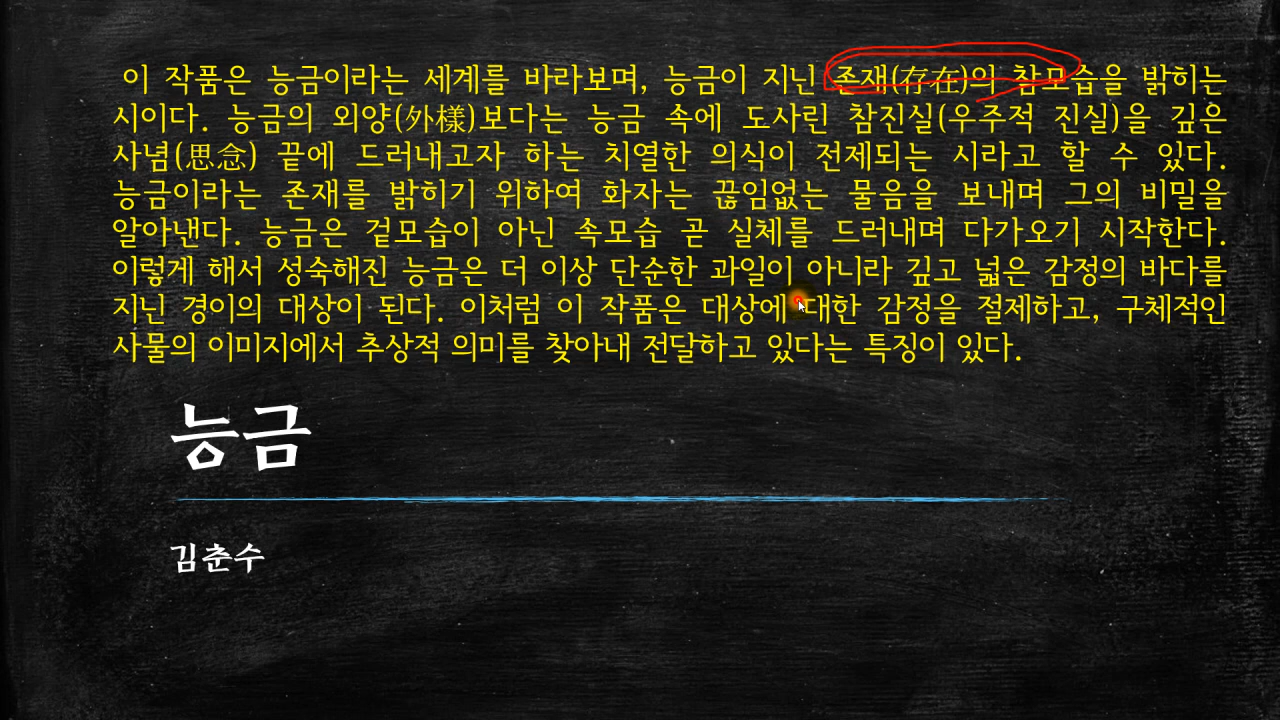 이 작품은 능금이라는 세계를 바라보며, 능금이 지닌 존재(存在)의 참모습을 밝히는
시이다. 능금의 외양(外樣)보다는 능금 속에 도사린 참진실(우주적 진실)을 깊은
사념(思念) 끝에 드러내고자 하는 치열한 의식이 전제되는 시라고 할 수 있다.
능금이라는 존재를 밝히기 위하여 화자는 끊임없는 물음을 보내며 그의 비밀을
알아낸다. 능금은 겉모습이 아닌 속모습 곧 실체를 드러내며 다가오기 시작한다.
이렇게 해서 성숙해진 능금은 더 이상 단순한 과일이 아니라 깊고 넓은 감정의 바다를
지닌 경이의 대상이 된다. 이처럼 이 작품은 대상에 대한 감정을 절제하고, 구체적인
사물의 이미지에서 추상적 의미를 찾아내 전달하고 있다는 특징이 있다.
능금
김춘수